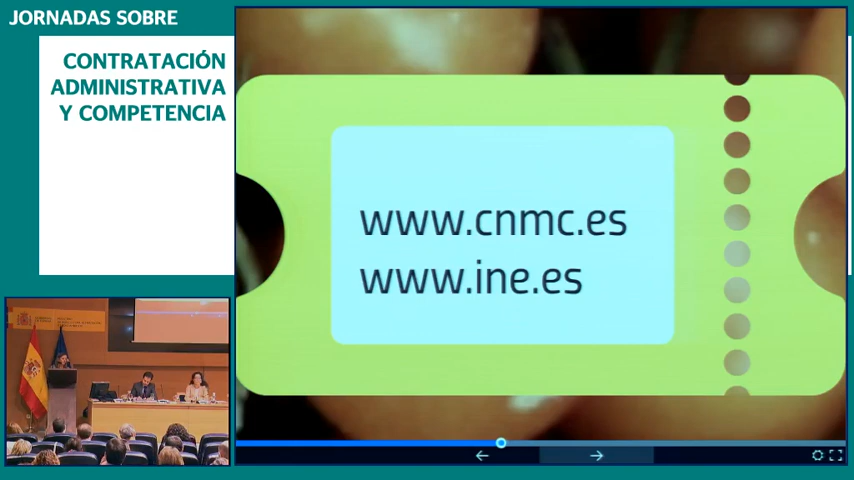 JORNADAS SOBRE
CONTRATACIÓN
ADMINISTRATIVA
Y COMPETENCIA
www.cnmc.es
www.ine.es